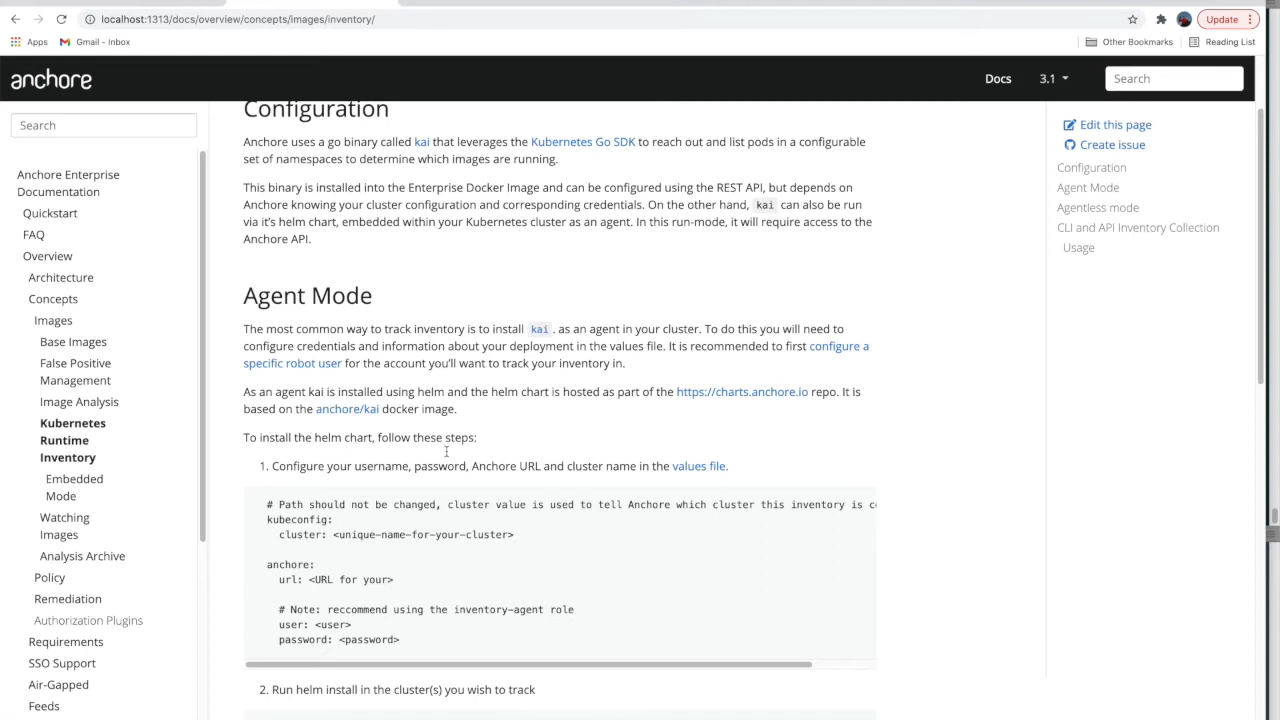 localhost:1313/docs/overview/concepts/images/inventory/
Update
Apps
Gmail - Inbox
Other Bookmarks
Reading List
anchore
Docs
3.1
Search
Search
Anchore Enterprise
Documentation
Quickstart
FAQ
Overview
Architecture
Concepts
Images
Base Images
False Positive
Management
Image Analysis
Kubernetes
Runtime
Inventory
Embedded
Mode
Watching
Images
Analysis Archive
Policy
Remediation
Authorization Plugins
Requirements
SSO Support
Air-Gapped
Feeds
Configuration
Anchore uses a go binary called kai that leverages the Kubernetes Go SDK to reach out and list pods in a configurable
set of namespaces to determine which images are running.
This binary is installed into the Enterprise Docker Image and can be configured using the REST API, but depends on
Anchore knowing your cluster configuration and corresponding credentials. On the other hand, kai can also be run
via it's helm chart, embedded within your Kubernetes cluster as an agent. In this run-mode, it will require access to the
Anchore API.
Agent Mode
The most common way to track inventory is to install kai . as an agent in your cluster. To do this you will need to
configure credentials and information about your deployment in the values file. It is recommended to first configure a
specific robot user for the account you'll want to track your inventory in.
As an agent kai is installed using helm and the helm chart is hosted as part of the https://charts.anchore.io repo. It is
based on the anchore/kai docker image.
To install the helm chart, follow these steps:
1. Configure your username, password, Anchore URL and cluster name in the values file.
# Path should not be changed, cluster value is used to tell Anchore which cluster this inventory is c
kubeconfig:
cluster: <unique-name-for-your-cluster>
anchore:
url: <URL for your>
# Note: reccommend using the inventory-agent role
user: <user>
password: <password>
2. Run helm install in the cluster(s) you wish to track
Edit this page
Create issue
Configuration
Agent Mode
Agentless mode
CLI and API Inventory Collection
Usage